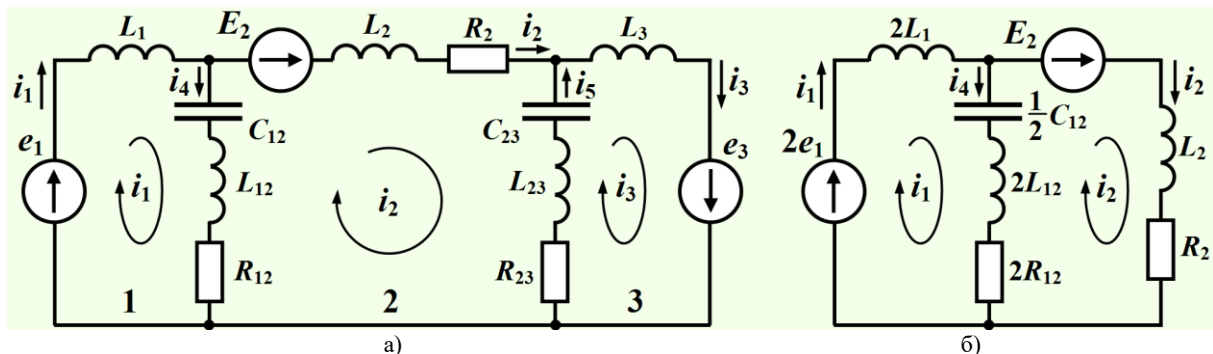 L₁ E₂ L₂ R₂ i₂ L₃ 2L₁ E₂
i₁ i₄ i₅ i₃ i₁ i₄ i₂
C₁₂ C₂₃ 1/2 C₁₂
e₁ L₁₂ L₂₃ e₃ 2e₁ 2L₁₂ L₂
i₁ i₂ i₃ i₁ i₂
R₁₂ R₂₃ 2R₁₂ R₂
1 2 3
а) б)